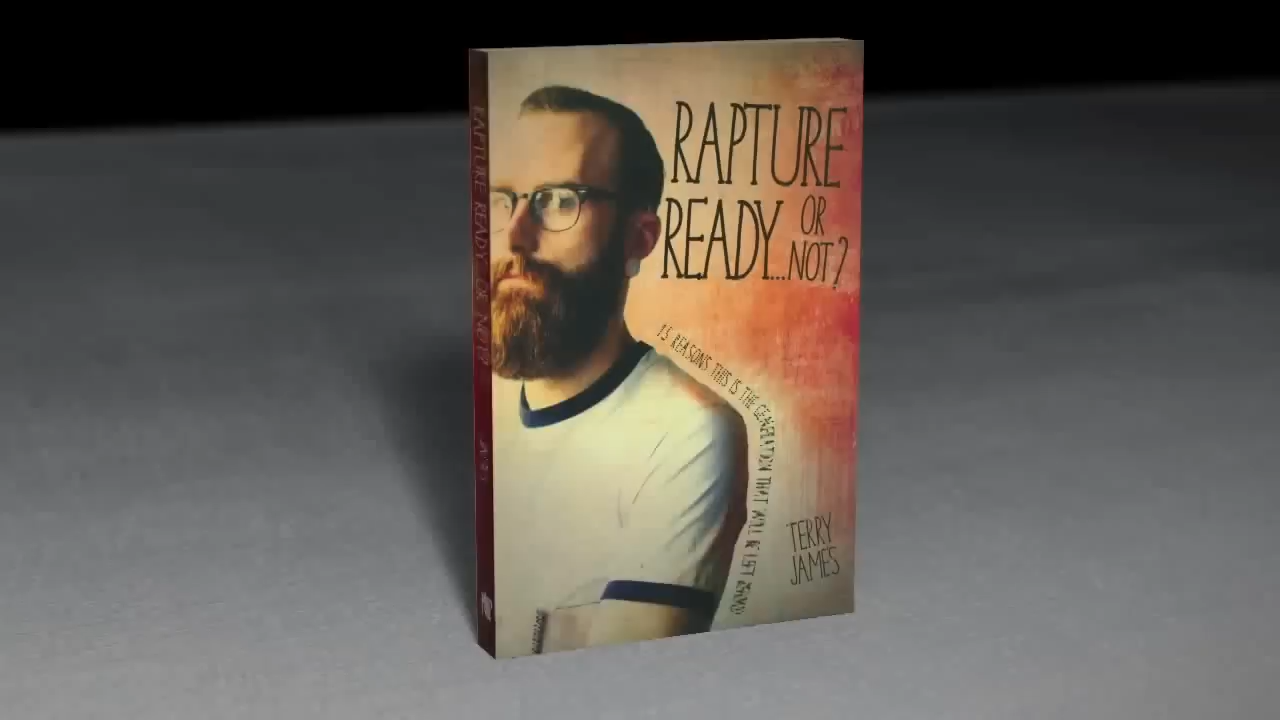 RAPTURE
READY...OR
NOT?
15 REASONS THIS IS THE GENERATION THAT WILL BE LEFT BEHIND
TERRY
JAMES
RAPTURE READY OR NOT?